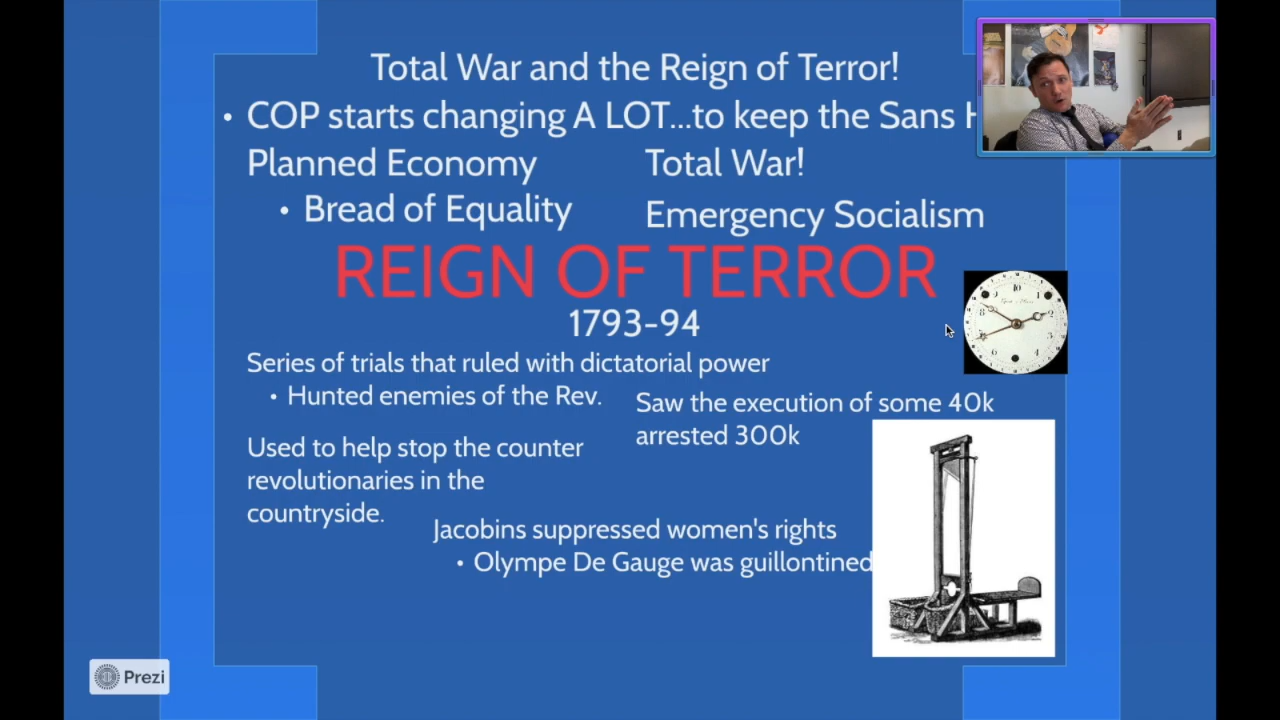 Total War and the Reign of Terror!
• COP starts changing A LOT...to keep the Sans H
Planned Economy
Total War!
• Bread of Equality
Emergency Socialism
REIGN OF TERROR
1793-94
Series of trials that ruled with dictatorial power
• Hunted enemies of the Rev.
Saw the execution of some 40k
arrested 300k
Used to help stop the counter
revolutionaries in the
countryside.
Jacobins suppressed women's rights
• Olympe De Gauge was guillontined
Prezi